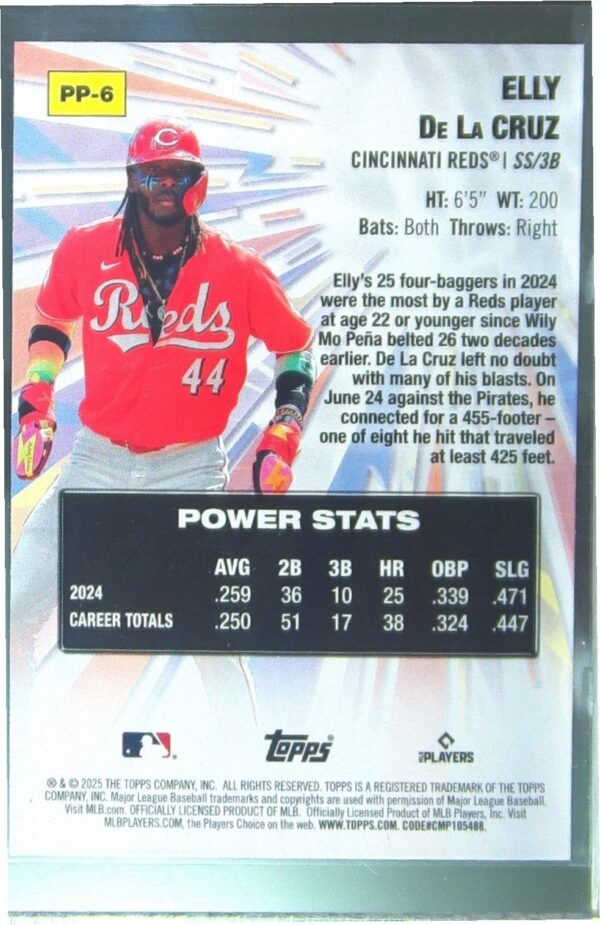 PP-6
ELLY
DE LA CRUZ
CINCINNATI REDS® | SS/3B
HT: 6'5" WT: 200
Bats: Both Throws: Right
C
Reds
44
Elly's 25 four-baggers in 2024
were the most by a Reds player
at age 22 or younger since Wily
Mo Peña belted 26 two decades
earlier. De La Cruz left no doubt
with many of his blasts. On
June 24 against the Pirates, he
connected for a 455-footer –
one of eight he hit that traveled
at least 425 feet.
POWER STATS
AVG 2B 3B HR OBP SLG
2024 .259 36 10 25 .339 .471
CAREER TOTALS .250 51 17 38 .324 .447
TOPPS® MLB PLAYERS
® & © 2025 THE TOPPS COMPANY, INC. ALL RIGHTS RESERVED. TOPPS IS A REGISTERED TRADEMARK OF THE TOPPS
COMPANY, INC. Major League Baseball trademarks and copyrights are used with permission of Major League Baseball.
Visit MLB.com. OFFICIALLY LICENSED PRODUCT OF MLB. Officially Licensed Product of MLB Players, Inc. Visit
MLBPLAYERS.COM, the Players Choice on the web. WWW.TOPPS.COM. CODE#CMP105488.